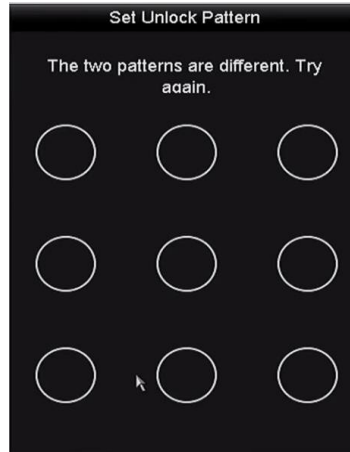 Set Unlock Pattern
The two patterns are different. Try
again.